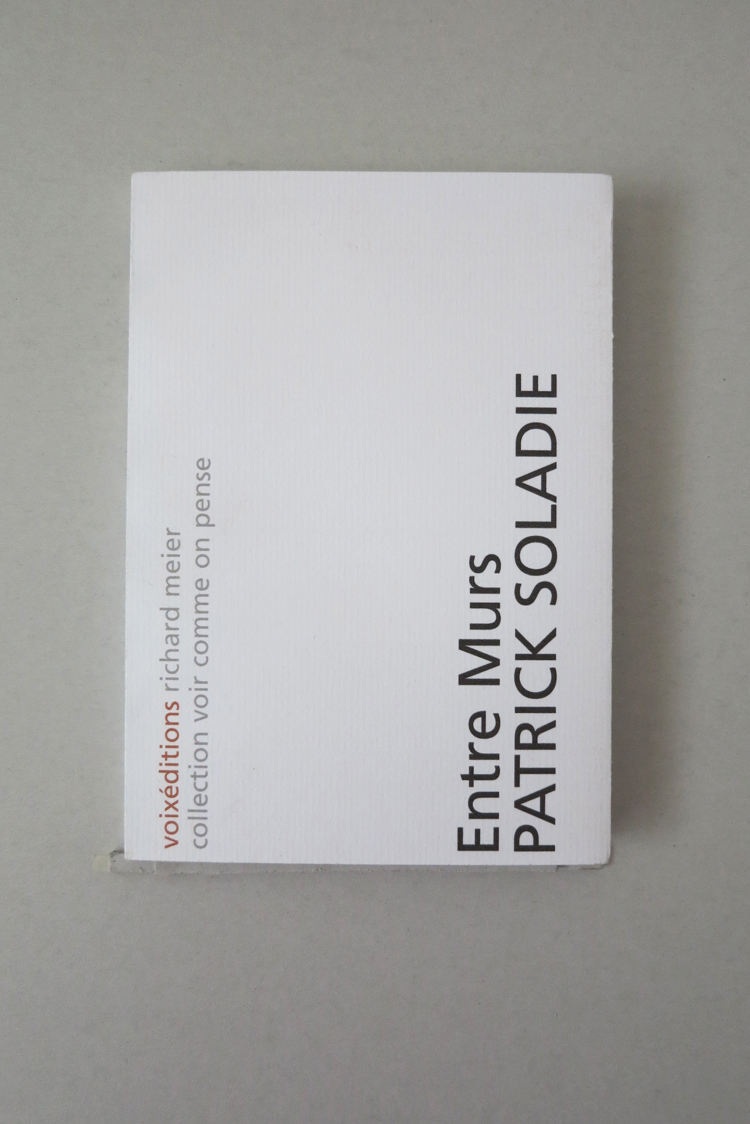 voixéditions richard meier
collection voir comme on pense
Entre Murs
PATRICK SOLADIE